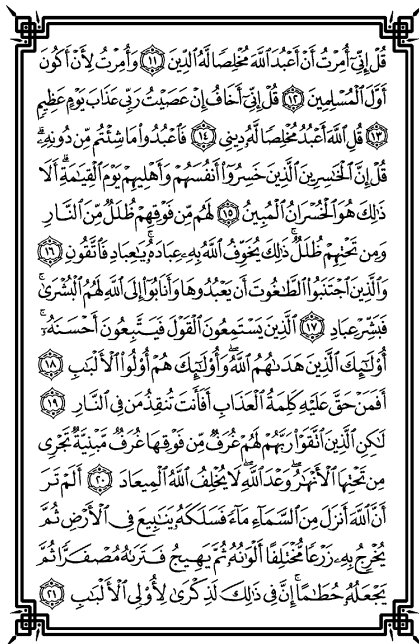 قُلْ إِنِّيٓ أُمِرْتُ أَنْ أَعْبُدَ ٱللَّهَ مُخْلِصًا لَّهُ ٱلدِّينَ ﴿١١﴾ وَأُمِرْتُ لِأَنْ أَكُونَ
أَوَّلَ ٱلْمُسْلِمِينَ ﴿١٢﴾ قُلْ إِنِّيٓ أَخَافُ إِنْ عَصَيْتُ رَبِّي عَذَابَ يَوْمٍ عَظِيمٍ
﴿١٣﴾ قُلِ ٱللَّهَ أَعْبُدُ مُخْلِصًا لَّهُۥ دِينِي ﴿١٤﴾ فَٱعْبُدُوا۟ مَا شِئْتُم مِّن دُونِهِۦۗ
قُلْ إِنَّ ٱلْخَٰسِرِينَ ٱلَّذِينَ خَسِرُوٓا۟ أَنفُسَهُمْ وَأَهْلِيهِمْ يَوْمَ ٱلْقِيَٰمَةِۗ أَلَا
ذَٰلِكَ هُوَ ٱلْخُسْرَانُ ٱلْمُبِينُ ﴿١٥﴾ لَهُم مِّن فَوْقِهِمْ ظُلَلٌ مِّنَ ٱلنَّارِ
وَمِن تَحْتِهِمْ ظُلَلٌۚ ذَٰلِكَ يُخَوِّفُ ٱللَّهُ بِهِۦ عِبَادَهُۥۚ يَٰعِبَادِ فَٱتَّقُونِ ﴿١٦﴾
وَٱلَّذِينَ ٱجْتَنَبُوا۟ ٱلطَّٰغُوتَ أَن يَعْبُدُوهَا وَأَنَابُوٓا۟ إِلَى ٱللَّهِ لَهُمُ ٱلْبُشْرَىٰۚ
فَبَشِّرْ عِبَادِ ﴿١٧﴾ ٱلَّذِينَ يَسْتَمِعُونَ ٱلْقَوْلَ فَيَتَّبِعُونَ أَحْسَنَهُۥٓۚ
أُو۟لَٰٓئِكَ ٱلَّذِينَ هَدَىٰهُمُ ٱللَّهُۖ وَأُو۟لَٰٓئِكَ هُمْ أُو۟لُوا۟ ٱلْأَلْبَٰبِ ﴿١٨﴾
أَفَمَنْ حَقَّ عَلَيْهِ كَلِمَةُ ٱلْعَذَابِ أَفَأَنتَ تُنقِذُ مَن فِي ٱلنَّارِ ﴿١٩﴾
لَٰكِنِ ٱلَّذِينَ ٱتَّقَوْا۟ رَبَّهُمْ لَهُمْ غُرَفٌ مِّن فَوْقِهَا غُرَفٌ مَّبْنِيَّةٌ تَجْرِي
مِن تَحْتِهَا ٱلْأَنْهَٰرُۖ وَعْدَ ٱللَّهِۖ لَا يُخْلِفُ ٱللَّهُ ٱلْمِيعَادَ ﴿٢٠﴾ أَلَمْ تَرَ
أَنَّ ٱللَّهَ أَنزَلَ مِنَ ٱلسَّمَآءِ مَآءً فَسَلَكَهُۥ يَنَٰبِيعَ فِي ٱلْأَرْضِ ثُمَّ
يُخْرِجُ بِهِۦ زَرْعًا مُّخْتَلِفًا أَلْوَٰنُهُۥ ثُمَّ يَهِيجُ فَتَرَىٰهُ مُصْفَرًّا ثُمَّ
يَجْعَلُهُۥ حُطَٰمًاۚ إِنَّ فِي ذَٰلِكَ لَذِكْرَىٰ لِأُو۟لِي ٱلْأَلْبَٰبِ ﴿٢١﴾